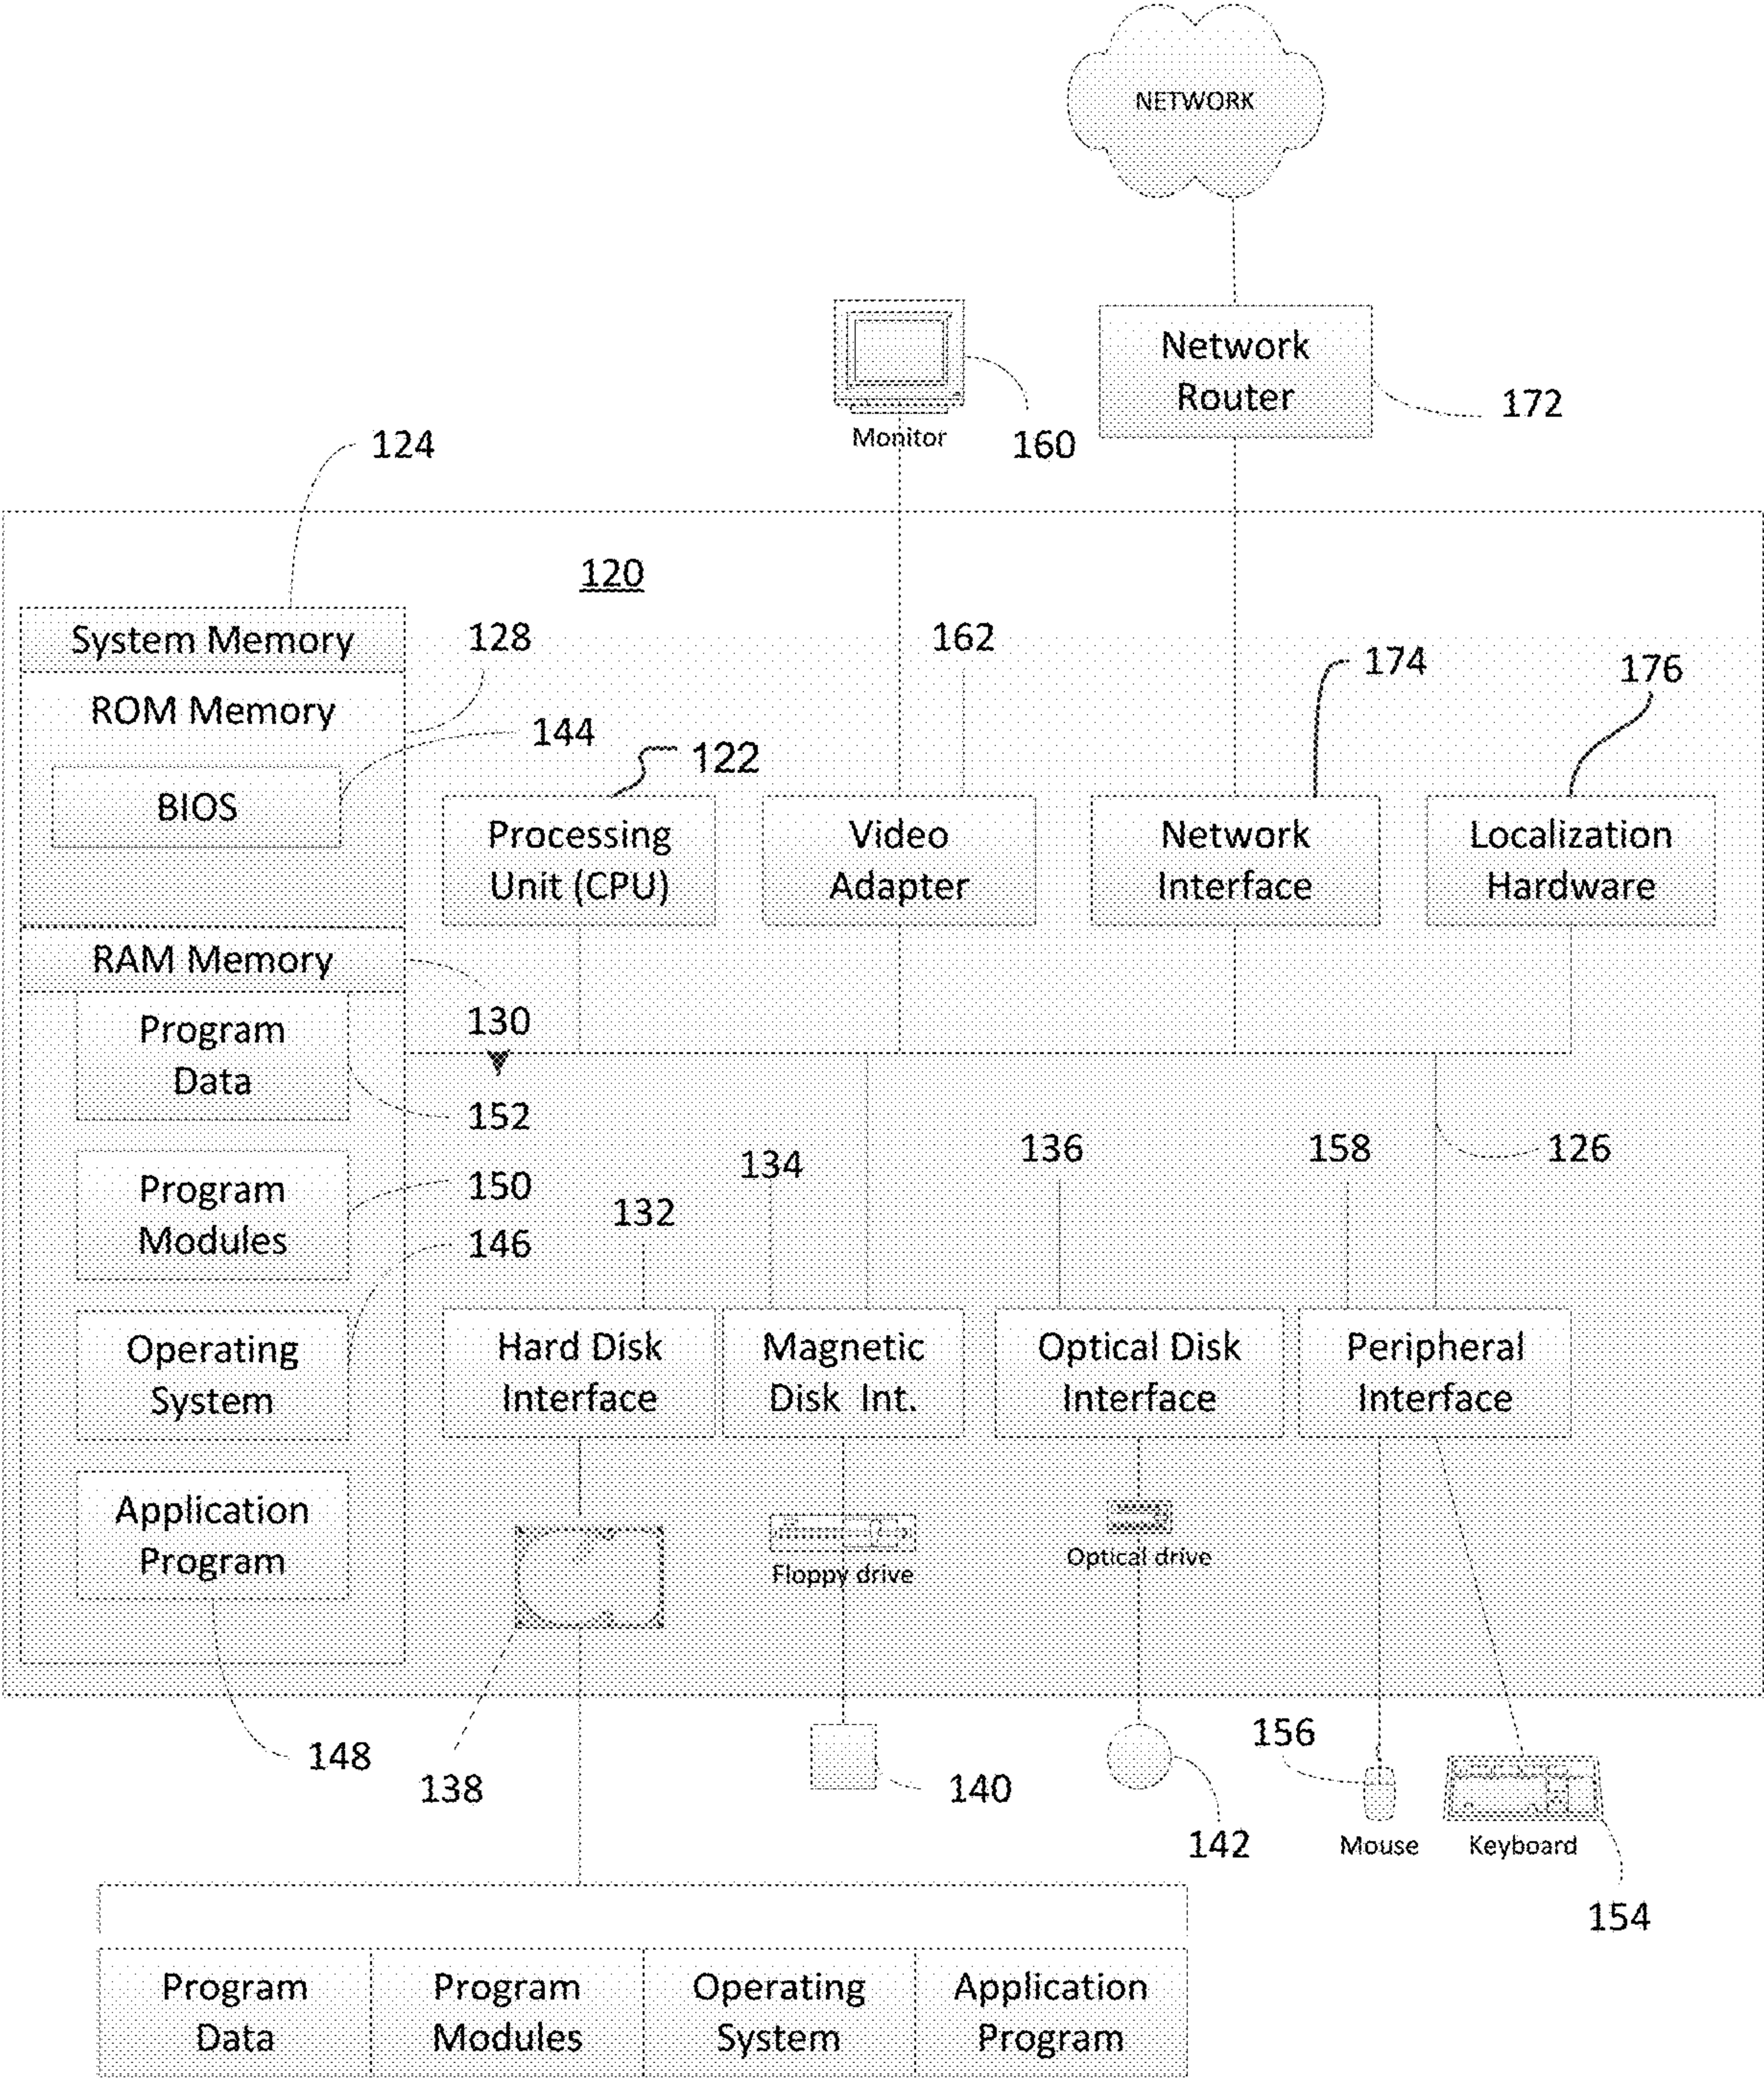 NETWORK
Network
Router
172
Monitor
160
124
120
System Memory
128
162
174
176
ROM Memory
144
122
BIOS
Processing
Unit (CPU)
Video
Adapter
Network
Interface
Localization
Hardware
RAM Memory
130
Program
Data
152
134
136
158
126
Program
Modules
150
132
146
Operating
System
Hard Disk
Interface
Magnetic
Disk Int.
Optical Disk
Interface
Peripheral
Interface
Application
Program
Floppy drive
Optical drive
148
138
140
142
156
Mouse
Keyboard
154
Program
Data
Program
Modules
Operating
System
Application
Program